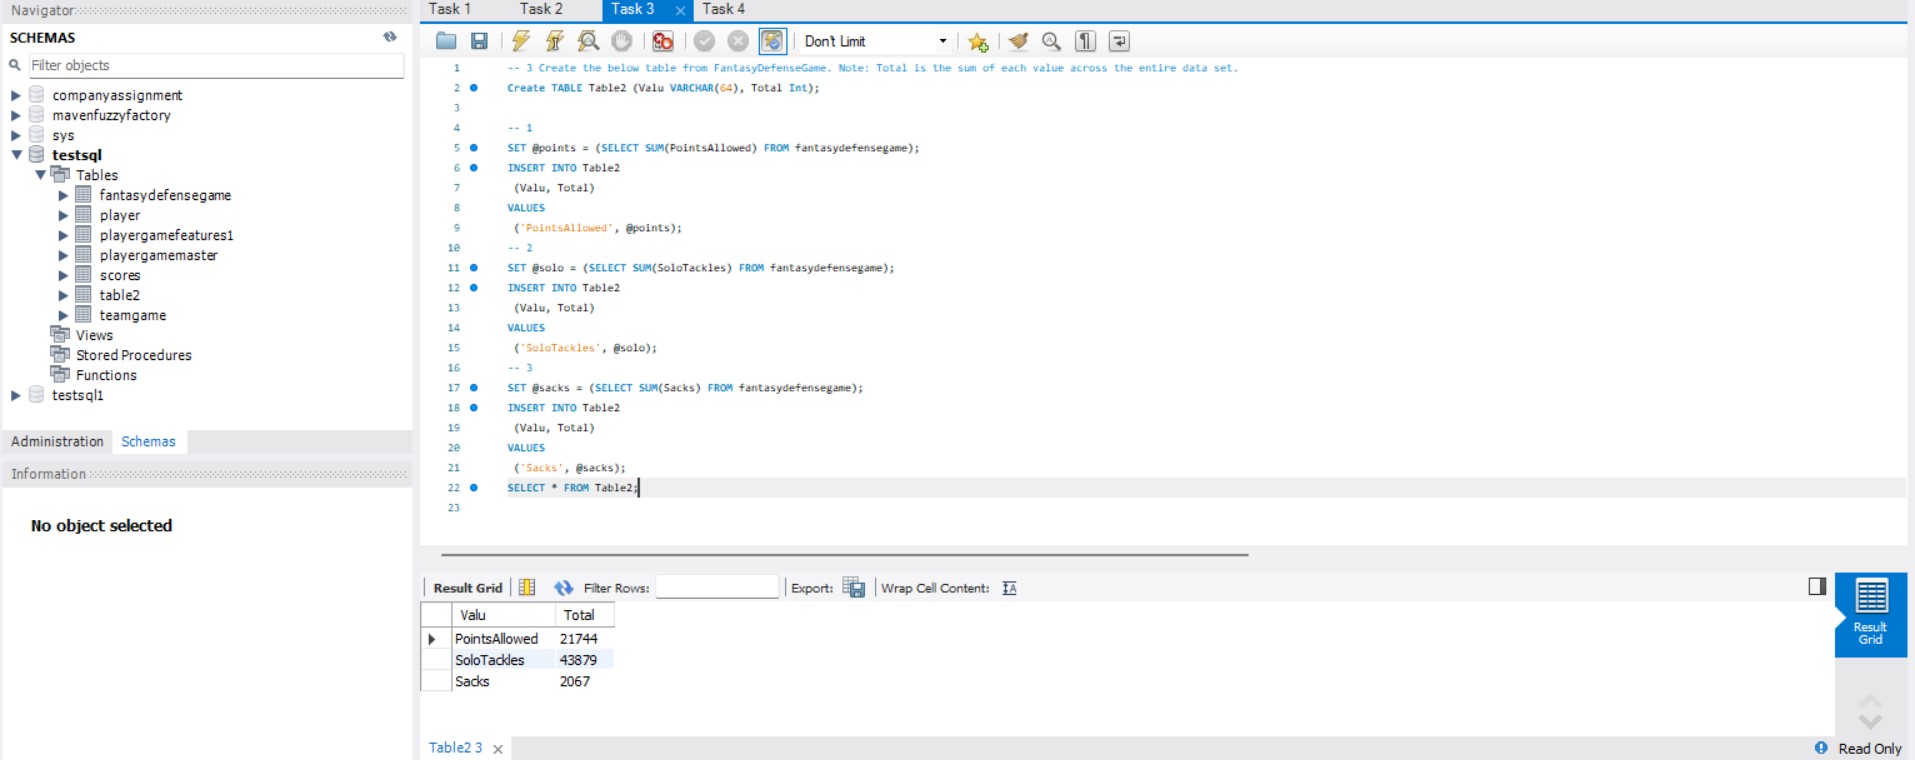 Navigator
SCHEMAS
Filter objects
companyassignment
mavenfuzzyfactory
sys
testsql
Tables
fantasydefensegame
player
playergamefeatures1
playergamemaster
scores
table2
teamgame
Views
Stored Procedures
Functions
testsql1
Administration Schemas
Information
No object selected
Task 1 Task 2 Task 3 Task 4
Don't Limit
1 -- 3 Create the below table from FantasyDefenseGame. Note: Total is the sum of each value across the entire data set.
2 Create TABLE Table2 (Valu VARCHAR(64), Total Int);
3
4 -- 1
5 SET @points = (SELECT SUM(PointsAllowed) FROM fantasydefensegame);
6 INSERT INTO Table2
7 (Valu, Total)
8 VALUES
9 ('PointsAllowed', @points);
10 -- 2
11 SET @solo = (SELECT SUM(SoloTackles) FROM fantasydefensegame);
12 INSERT INTO Table2
13 (Valu, Total)
14 VALUES
15 ('SoloTackles', @solo);
16 -- 3
17 SET @sacks = (SELECT SUM(Sacks) FROM fantasydefensegame);
18 INSERT INTO Table2
19 (Valu, Total)
20 VALUES
21 ('Sacks', @sacks);
22 SELECT * FROM Table2;
23
Result Grid Filter Rows: Export: Wrap Cell Content:
Valu Total
PointsAllowed 21744
SoloTackles 43879
Sacks 2067
Result
Grid
Table2 3
Read Only